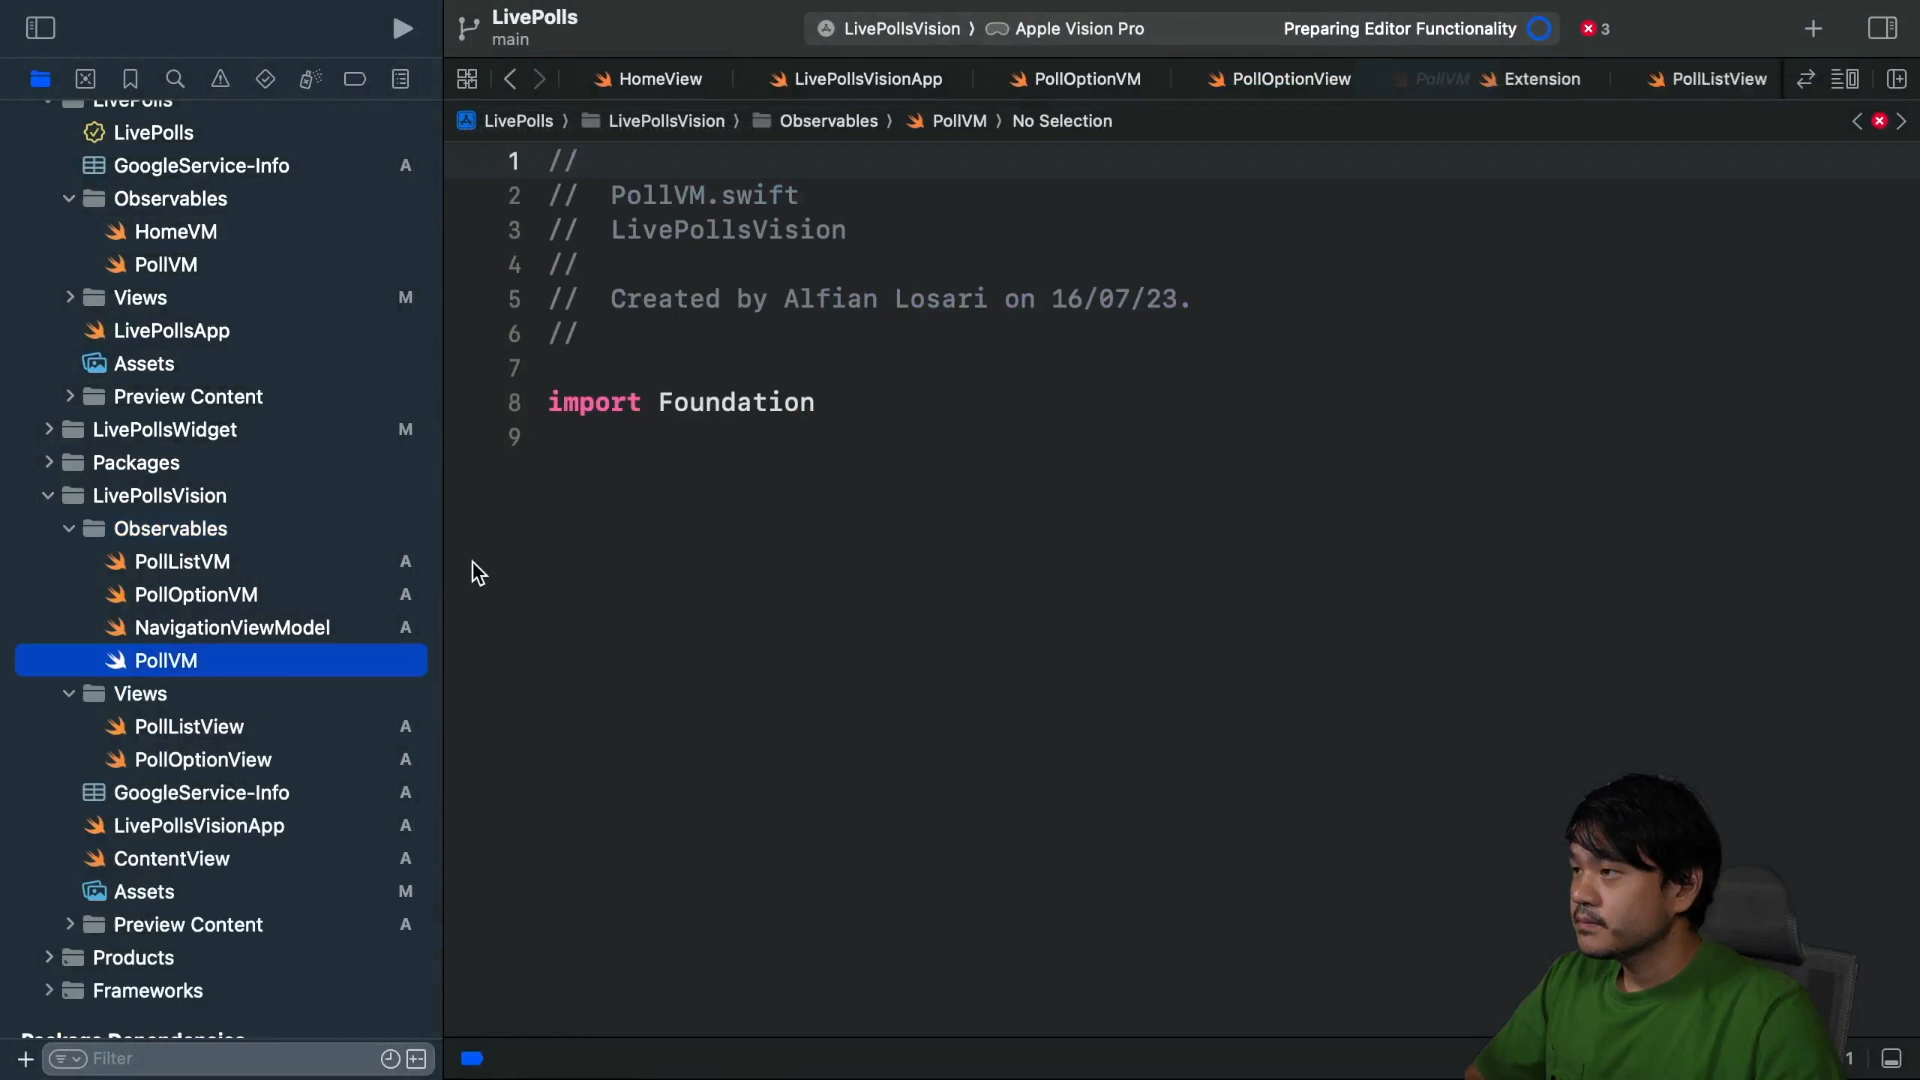 LivePolls
main
LivePollsVision
Apple Vision Pro
Preparing Editor Functionality
3
HomeView
LivePollsVisionApp
PollOptionVM
PollOptionView
PollVM
Extension
PollListView
LivePolls
LivePollsVision
Observables
PollVM
No Selection
LivePolls
LivePolls
GoogleService-Info A
Observables
HomeVM
PollVM
Views M
LivePollsApp
Assets
Preview Content
LivePollsWidget M
Packages
LivePollsVision
Observables
PollListVM A
PollOptionVM A
NavigationViewModel A
PollVM
Views
PollListView A
PollOptionView A
GoogleService-Info A
LivePollsVisionApp A
ContentView A
Assets M
Preview Content A
Products
Frameworks
Package Dependencies
Filter
1 //
2 // PollVM.swift
3 // LivePollsVision
4 //
5 // Created by Alfian Losari on 16/07/23.
6 //
7
8 import Foundation
9
1